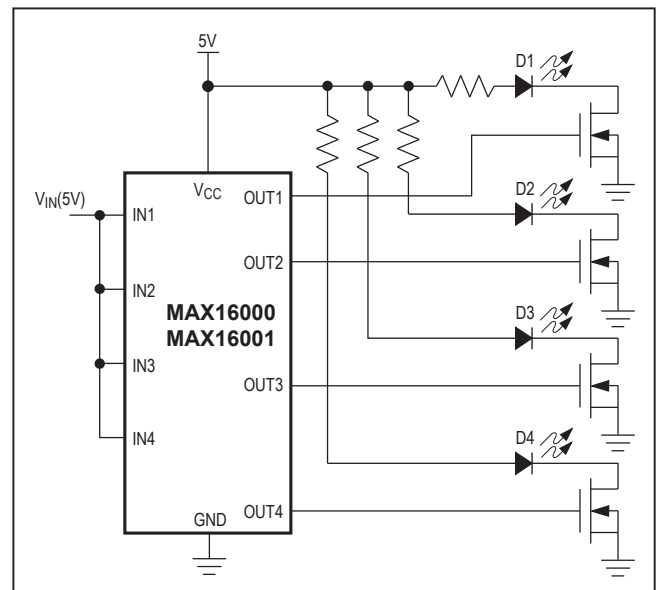 5V
D1
VIN(5V)
VCC
IN1
IN2
IN3
IN4
MAX16000
MAX16001
GND
OUT1
OUT2
OUT3
OUT4
D2
D3
D4